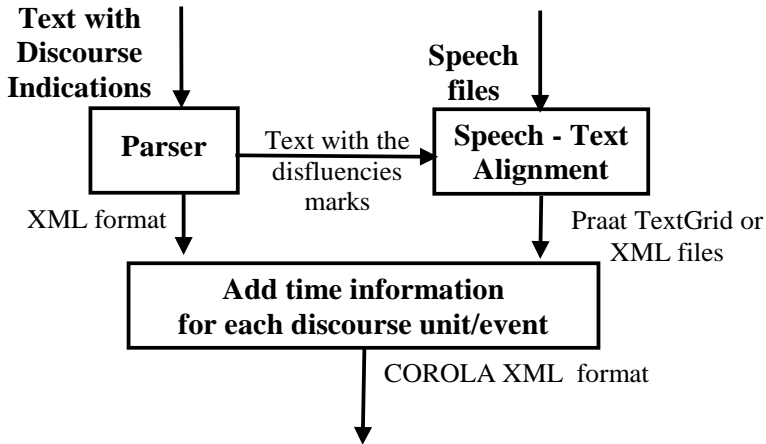 Text with
Discourse
Indications
Speech
files
Parser
Text with the
disfluencies
marks
Speech - Text
Alignment
XML format
Praat TextGrid or
XML files
Add time information
for each discourse unit/event
COROLA XML format